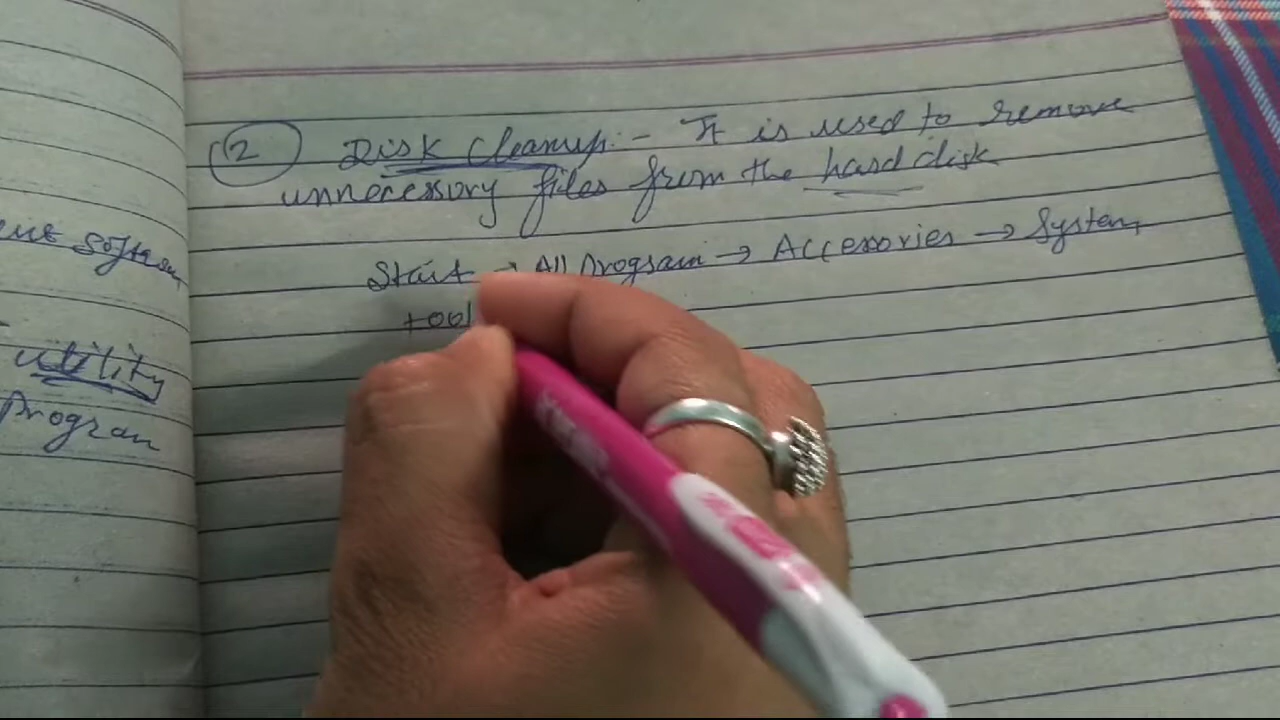 ent Software
utility
Program
2 Disk Cleanup:- It is used to remove
unnecessory files from the hard disk
Start → All Program → Accessories → System
tool